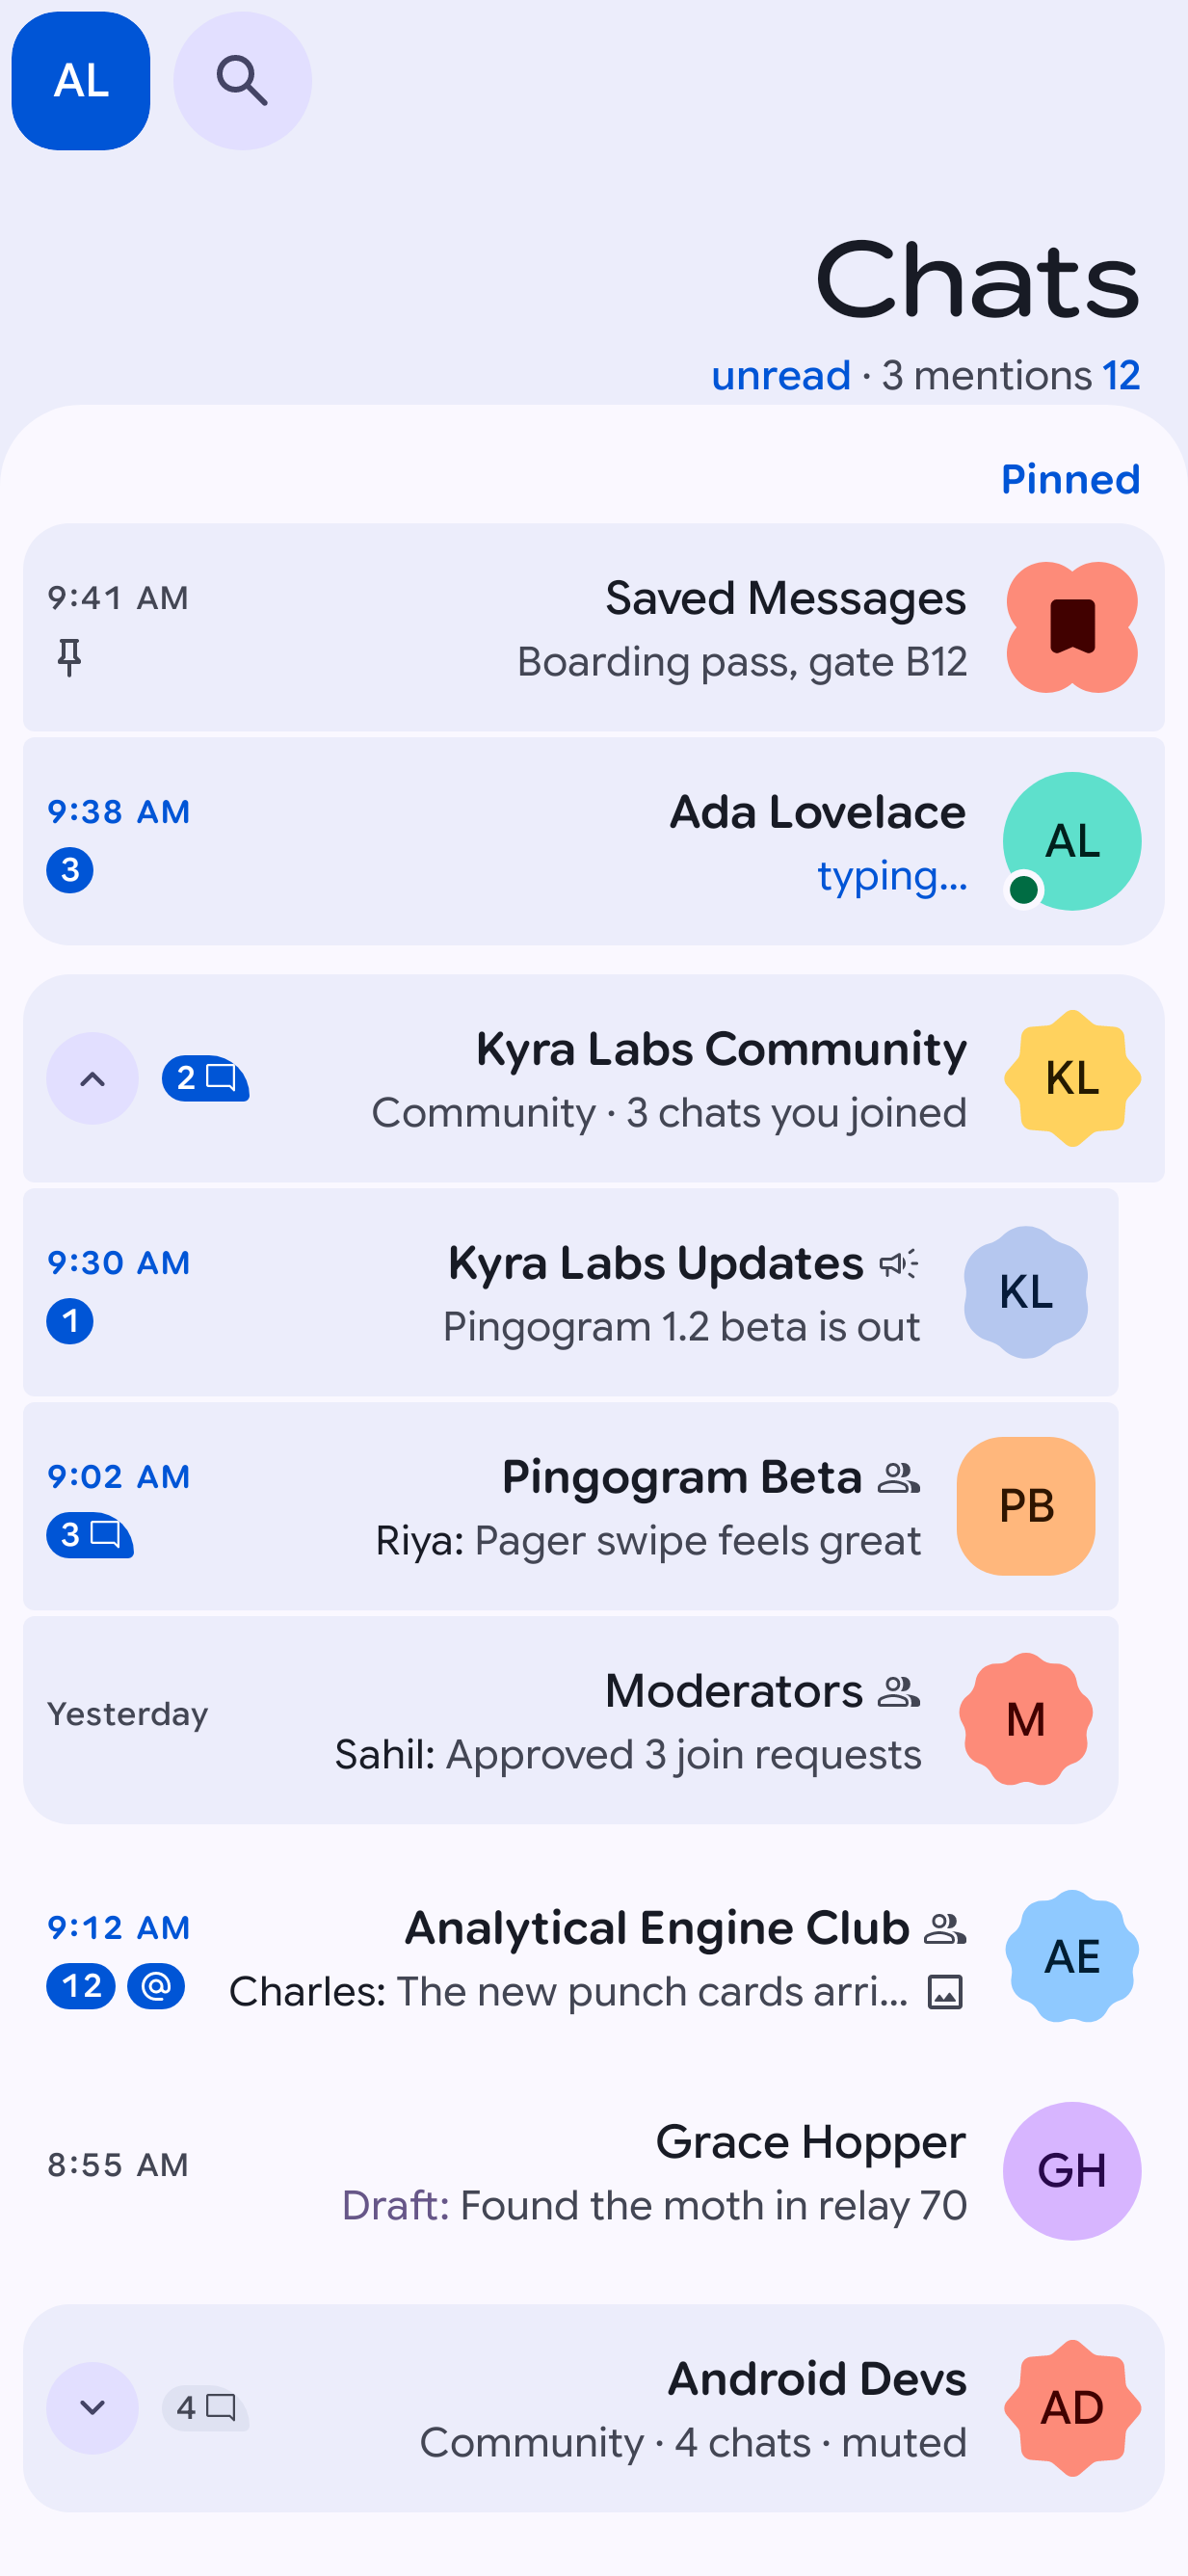 AL
Chats
unread · 3 mentions 12
Pinned
9:41 AM
Saved Messages
Boarding pass, gate B12
9:38 AM
3
Ada Lovelace
typing...
AL
2
Kyra Labs Community
Community · 3 chats you joined
KL
9:30 AM
1
Kyra Labs Updates
Pingogram 1.2 beta is out
KL
9:02 AM
3
Pingogram Beta
Riya: Pager swipe feels great
PB
Yesterday
Moderators
Sahil: Approved 3 join requests
M
9:12 AM
12 @
Analytical Engine Club
Charles: The new punch cards arri...
AE
8:55 AM
Grace Hopper
Draft: Found the moth in relay 70
GH
4
Android Devs
Community · 4 chats · muted
AD